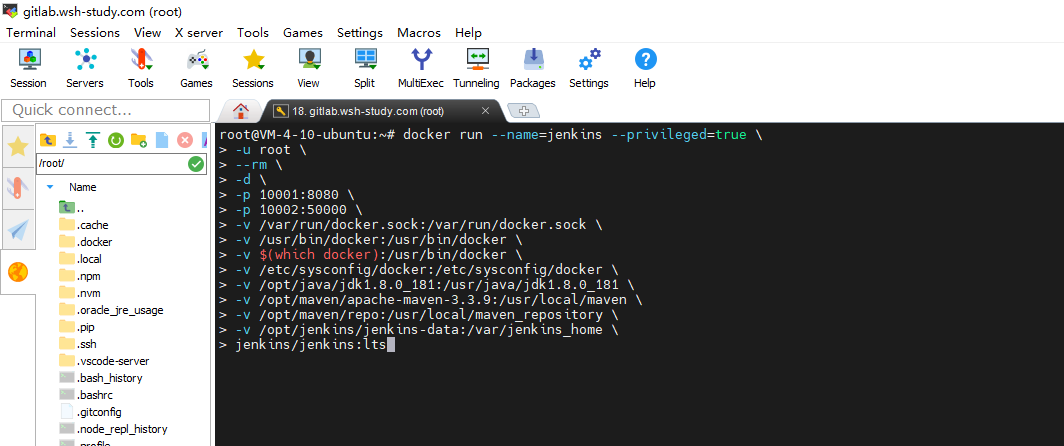 gitlab.wsh-study.com (root)
Terminal Sessions View X server Tools Games Settings Macros Help
Session Servers Tools Games Sessions View Split MultiExec Tunneling Packages Settings Help
Quick connect...
18. gitlab.wsh-study.com (root)
/root/
Name
..
.cache
.docker
.local
.npm
.nvm
.oracle_jre_usage
.pip
.ssh
.vscode-server
.bash_history
.bashrc
.gitconfig
.node_repl_history
.profile
root@VM-4-10-ubuntu:~# docker run --name=jenkins --privileged=true \
> -u root \
> --rm \
> -d \
> -p 10001:8080 \
> -p 10002:50000 \
> -v /var/run/docker.sock:/var/run/docker.sock \
> -v /usr/bin/docker:/usr/bin/docker \
> -v $(which docker):/usr/bin/docker \
> -v /etc/sysconfig/docker:/etc/sysconfig/docker \
> -v /opt/java/jdk1.8.0_181:/usr/java/jdk1.8.0_181 \
> -v /opt/maven/apache-maven-3.3.9:/usr/local/maven \
> -v /opt/maven/repo:/usr/local/maven_repository \
> -v /opt/jenkins/jenkins-data:/var/jenkins_home \
> jenkins/jenkins:lts